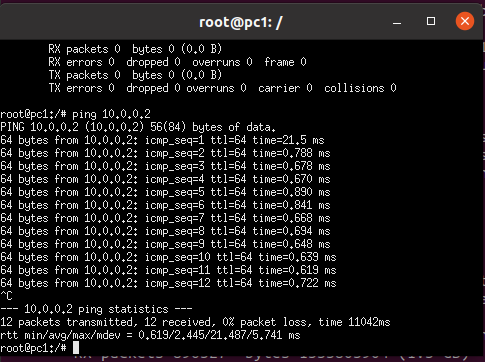 root@pc1: /
RX packets 0  bytes 0 (0.0 B)
RX errors 0  dropped 0  overruns 0  frame 0
TX packets 0  bytes 0 (0.0 B)
TX errors 0  dropped 0 overruns 0  carrier 0  collisions 0
root@pc1:/# ping 10.0.0.2
PING 10.0.0.2 (10.0.0.2) 56(84) bytes of data.
64 bytes from 10.0.0.2: icmp_seq=1 ttl=64 time=21.5 ms
64 bytes from 10.0.0.2: icmp_seq=2 ttl=64 time=0.788 ms
64 bytes from 10.0.0.2: icmp_seq=3 ttl=64 time=0.678 ms
64 bytes from 10.0.0.2: icmp_seq=4 ttl=64 time=0.670 ms
64 bytes from 10.0.0.2: icmp_seq=5 ttl=64 time=0.890 ms
64 bytes from 10.0.0.2: icmp_seq=6 ttl=64 time=0.841 ms
64 bytes from 10.0.0.2: icmp_seq=7 ttl=64 time=0.668 ms
64 bytes from 10.0.0.2: icmp_seq=8 ttl=64 time=0.694 ms
64 bytes from 10.0.0.2: icmp_seq=9 ttl=64 time=0.648 ms
64 bytes from 10.0.0.2: icmp_seq=10 ttl=64 time=0.639 ms
64 bytes from 10.0.0.2: icmp_seq=11 ttl=64 time=0.619 ms
64 bytes from 10.0.0.2: icmp_seq=12 ttl=64 time=0.722 ms
^C
--- 10.0.0.2 ping statistics ---
12 packets transmitted, 12 received, 0% packet loss, time 11042ms
rtt min/avg/max/mdev = 0.619/2.445/21.487/5.741 ms
root@pc1:/#